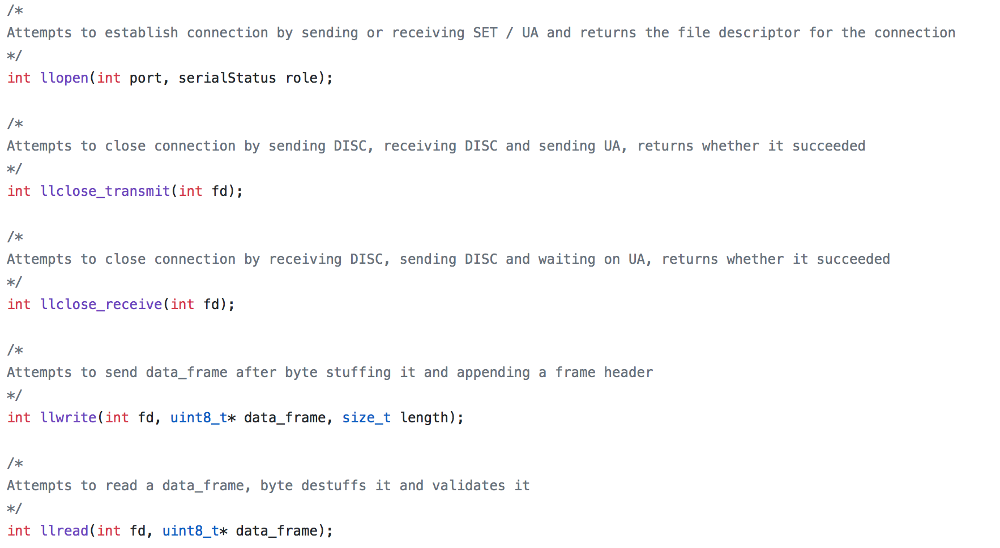 /*
Attempts to establish connection by sending or receiving SET / UA and returns the file descriptor for the connection
*/
int llopen(int port, serialStatus role);
/*
Attempts to close connection by sending DISC, receiving DISC and sending UA, returns whether it succeeded
*/
int llclose_transmit(int fd);
/*
Attempts to close connection by receiving DISC, sending DISC and waiting on UA, returns whether it succeeded
*/
int llclose_receive(int fd);
/*
Attempts to send data_frame after byte stuffing it and appending a frame header
*/
int llwrite(int fd, uint8_t* data_frame, size_t length);
/*
Attempts to read a data_frame, byte destuffs it and validates it
*/
int llread(int fd, uint8_t* data_frame);